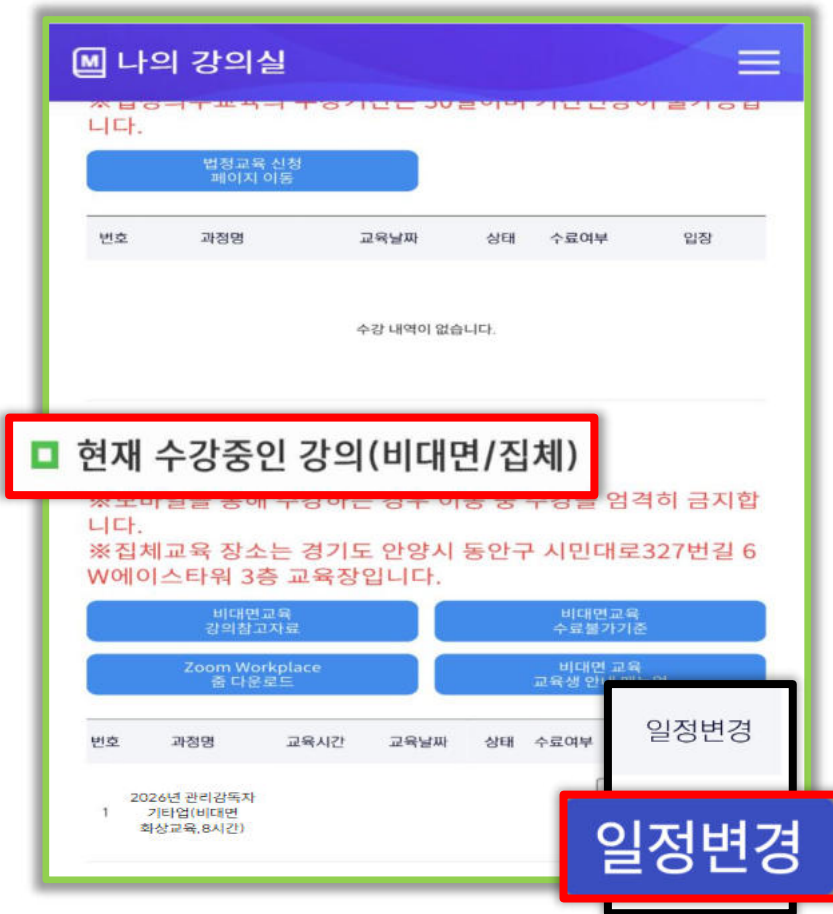 M 나의 강의실
니다.
법정교육 신청
페이지 이동
번호 과정명 교육날짜 상태 수료여부 입장
수강 내역이 없습니다.
현재 수강중인 강의(비대면/집체)
엄격히 금지합
니다.
※집체교육 장소는 경기도 안양시 동안구 시민대로327번길 6
W에이스타워 3층 교육장입니다.
비대면교육
강의참고자료
비대면교육
수료불가기준
Zoom Workplace
줌 다운로드
비대면 교육
교육생
번호 과정명 교육시간 교육날짜 상태 수료여부 일정변경
1 2026년 관리감독자
기타업(비대면
화상교육,8시간)
일정변경